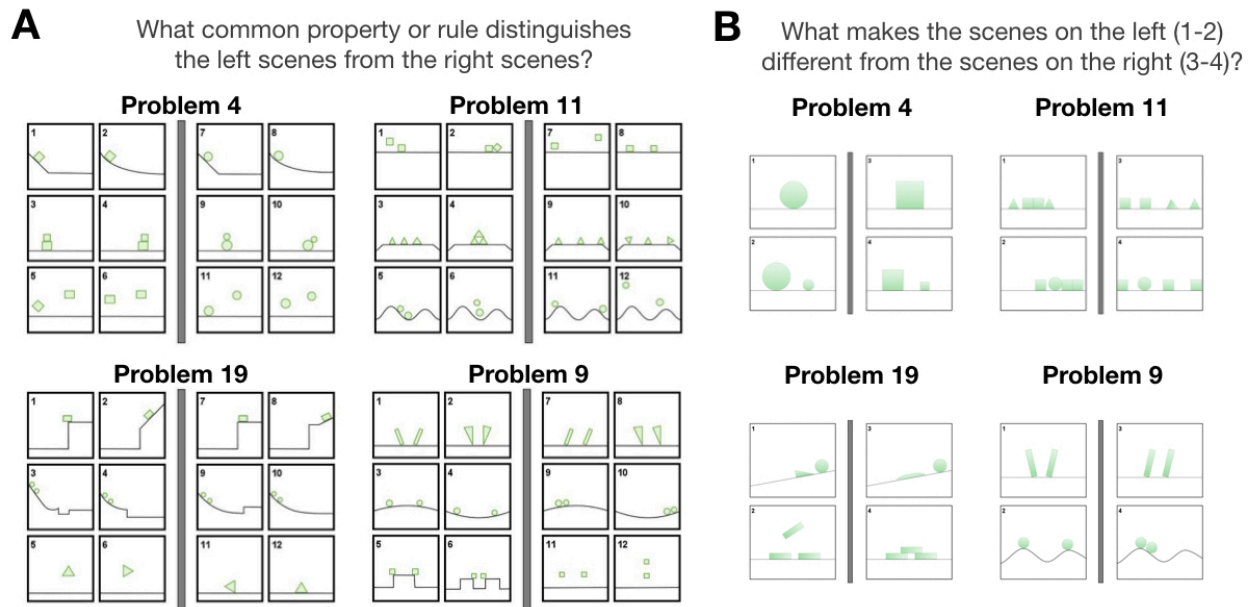 A
What common property or rule distinguishes
the left scenes from the right scenes?
Problem 4
1 2 7 8
3 4 9 10
5 6 11 12
Problem 11
1 2 7 8
3 4 9 10
5 6 11 12
Problem 19
1 2 7 8
3 4 9 10
5 6 11 12
Problem 9
1 2 7 8
3 4 9 10
5 6 11 12
B
What makes the scenes on the left (1-2)
different from the scenes on the right (3-4)?
Problem 4
1 3
2 4
Problem 11
1 3
2 4
Problem 19
1 3
2 4
Problem 9
1 3
2 4